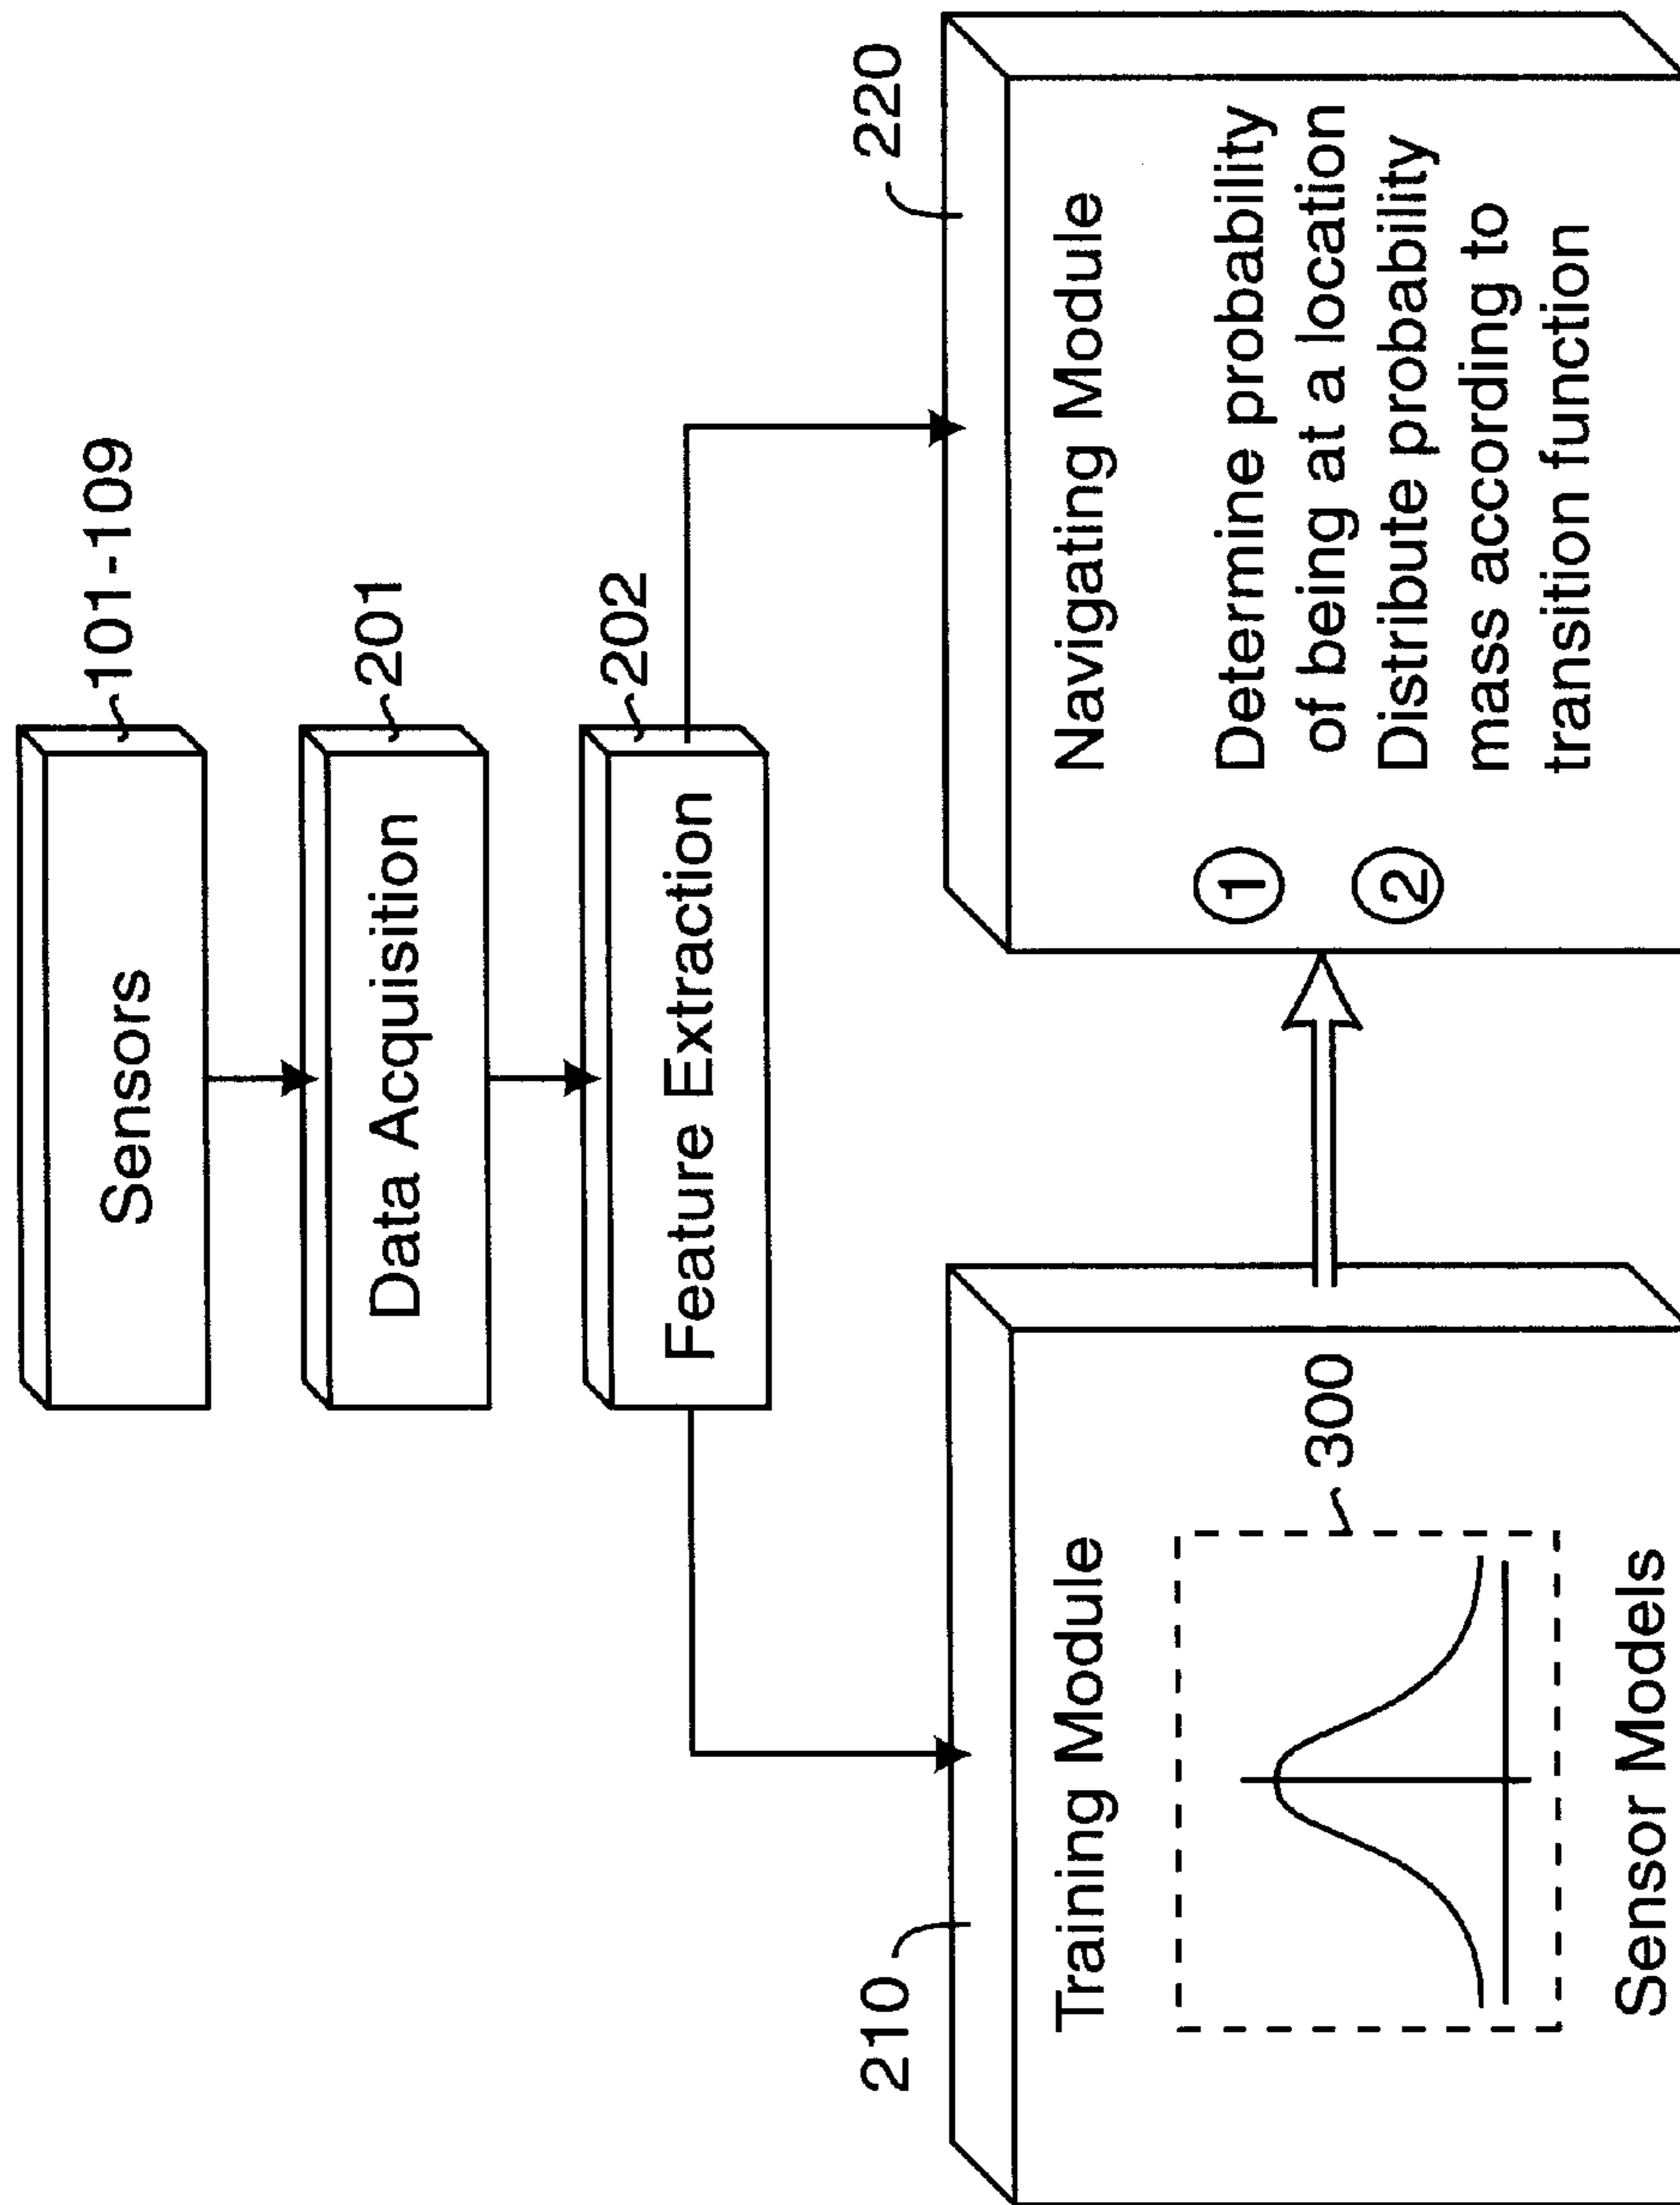 Sensors
101-109
Data Acquisition
201
Feature Extraction
202
210
Training Module
300
Sensor Models
220
Navigating Module
1 Determine probability
of being at a location
2 Distribute probability
mass according to
transition function